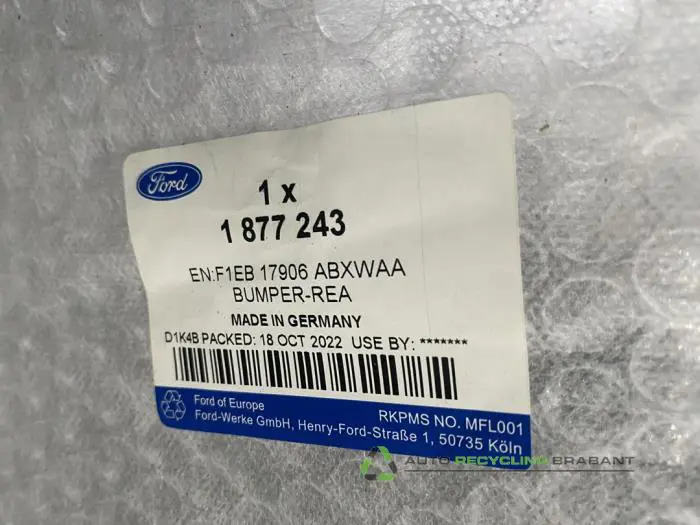 Ford
1 x
1 877 243
EN:F1EB 17906 ABXWAA
BUMPER-REA
MADE IN GERMANY
D1K4B PACKED: 18 OCT 2022 USE BY: *******
Ford of Europe
RKPMS NO. MFL001
Ford-Werke GmbH, Henry-Ford-Straße 1, 50735 Köln
AUTO RECYCLING BRABANT